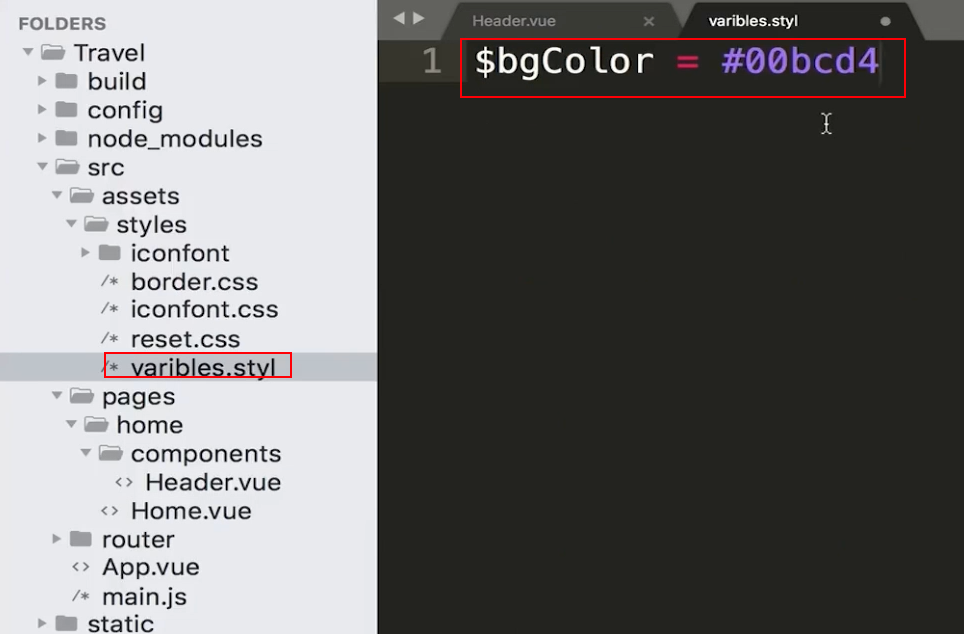 FOLDERS
Travel
build
config
node_modules
src
assets
styles
iconfont
/* border.css
/* iconfont.css
/* reset.css
/* varibles.styl
pages
home
components
<> Header.vue
<> Home.vue
router
<> App.vue
/* main.js
static
Header.vue ×
varibles.styl
1 $bgColor = #00bcd4